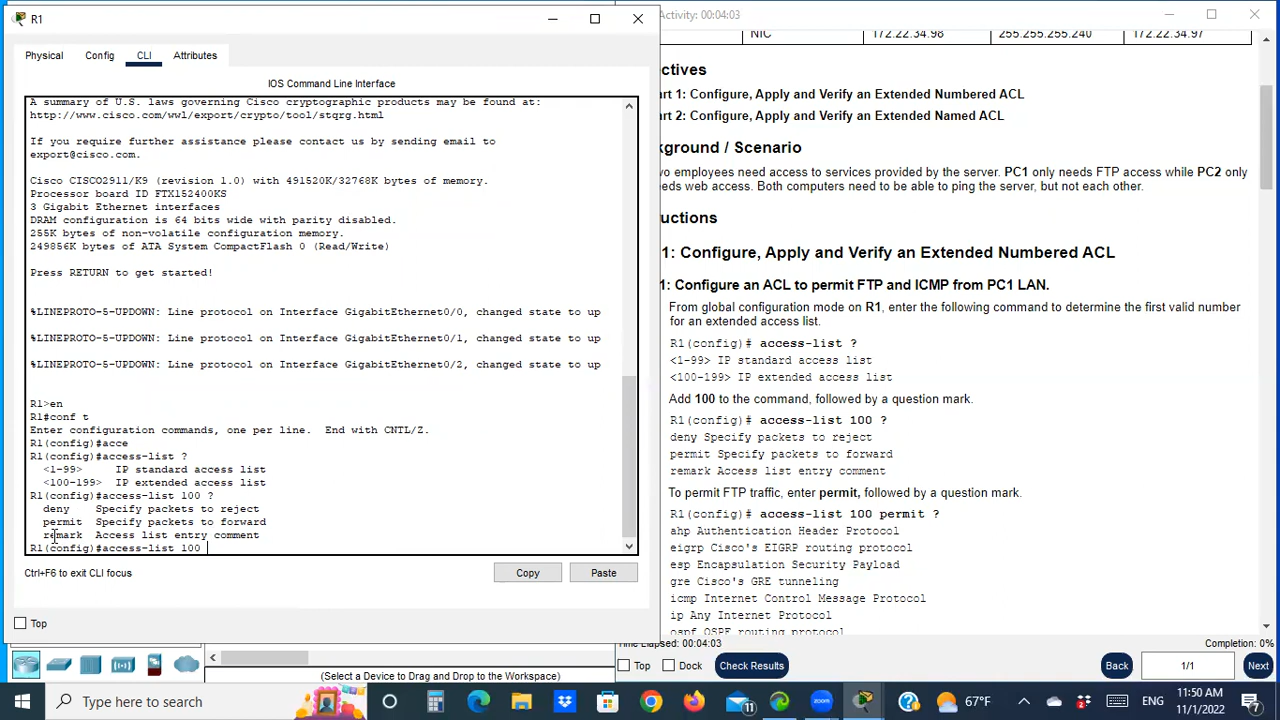 R1
Physical
Config
CLI
Attributes
IOS Command Line Interface
A summary of U.S. laws governing Cisco cryptographic products may be found at:
http://www.cisco.com/wwl/export/crypto/tool/stqrg.html
If you require further assistance please contact us by sending email to
export@cisco.com.
Cisco CISCO2911/K9 (revision 1.0) with 491520K/32768K bytes of memory.
Processor board ID FTX152400KS
3 Gigabit Ethernet interfaces
DRAM configuration is 64 bits wide with parity disabled.
255K bytes of non-volatile configuration memory.
249856K bytes of ATA System CompactFlash 0 (Read/Write)
Press RETURN to get started!
%LINEPROTO-5-UPDOWN: Line protocol on Interface GigabitEthernet0/0, changed state to up
%LINEPROTO-5-UPDOWN: Line protocol on Interface GigabitEthernet0/1, changed state to up
%LINEPROTO-5-UPDOWN: Line protocol on Interface GigabitEthernet0/2, changed state to up
R1>en
R1#conf t
Enter configuration commands, one per line. End with CNTL/Z.
R1(config)#acce
R1(config)#access-list ?
<1-99> IP standard access list
<100-199> IP extended access list
R1(config)#access-list 100 ?
deny Specify packets to reject
permit Specify packets to forward
remark Access list entry comment
R1(config)#access-list 100
Ctrl+F6 to exit CLI focus
Copy
Paste
Top
(Select a Device to Drag and Drop to the Workspace)
Activity: 00:04:03
NIC 172.22.34.98 255.255.255.240 172.22.34.97
ctives
art 1: Configure, Apply and Verify an Extended Numbered ACL
art 2: Configure, Apply and Verify an Extended Named ACL
kground / Scenario
wo employees need access to services provided by the server. PC1 only needs FTP access while PC2 only
eds web access. Both computers need to be able to ping the server, but not each other.
uctions
1: Configure, Apply and Verify an Extended Numbered ACL
1: Configure an ACL to permit FTP and ICMP from PC1 LAN.
From global configuration mode on R1, enter the following command to determine the first valid number
for an extended access list.
R1(config)# access-list ?
<1-99> IP standard access list
<100-199> IP extended access list
Add 100 to the command, followed by a question mark.
R1(config)# access-list 100 ?
deny Specify packets to reject
permit Specify packets to forward
remark Access list entry comment
To permit FTP traffic, enter permit, followed by a question mark.
R1(config)# access-list 100 permit ?
ahp Authentication Header Protocol
eigrp Cisco's EIGRP routing protocol
esp Encapsulation Security Payload
gre Cisco's GRE tunneling
icmp Internet Control Message Protocol
ip Any Internet Protocol
ospf OSPF routing protocol
Time Elapsed: 00:04:03
Completion: 0%
Top
Dock
Check Results
Back
1/1
Next
Type here to search
11
zoom
67°F
ENG
11:50 AM
11/1/2022
7